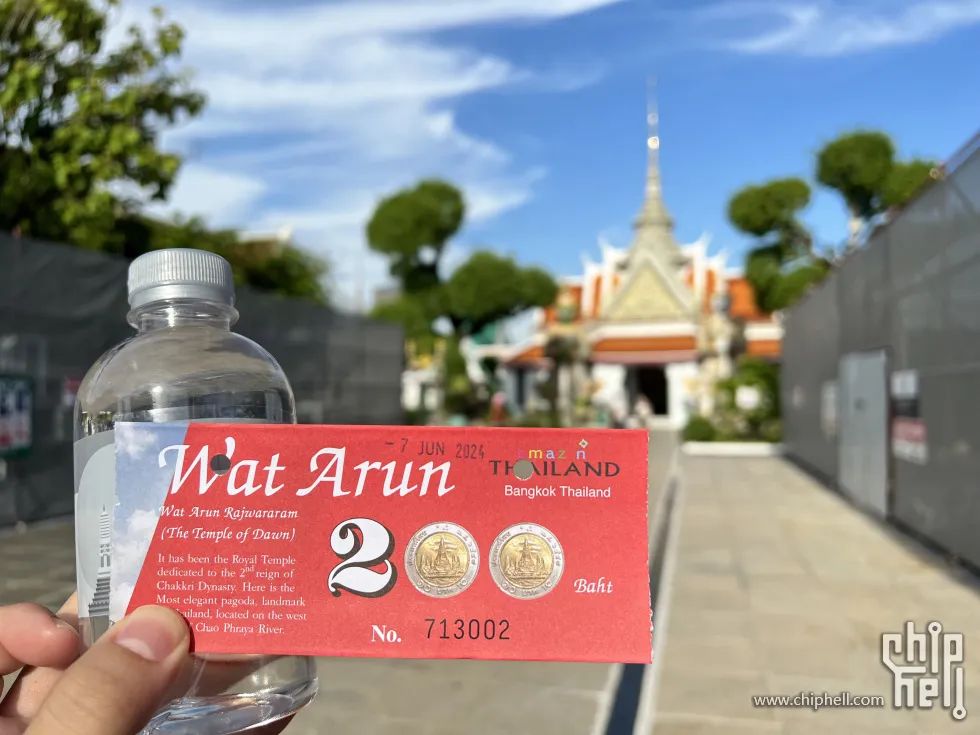 - 7 JUN 2024
Wat Arun
amazing
THAILAND
Bangkok Thailand
Wat Arun Rajwararam
(The Temple of Dawn)
It has been the Royal Temple
dedicated to the 2nd reign of
Chakkri Dynasty. Here is the
Most elegant pagoda, landmark
Thailand, located on the west
Chao Phraya River.
2
Baht
No. 713002
www.chiphell.com
chip
hell